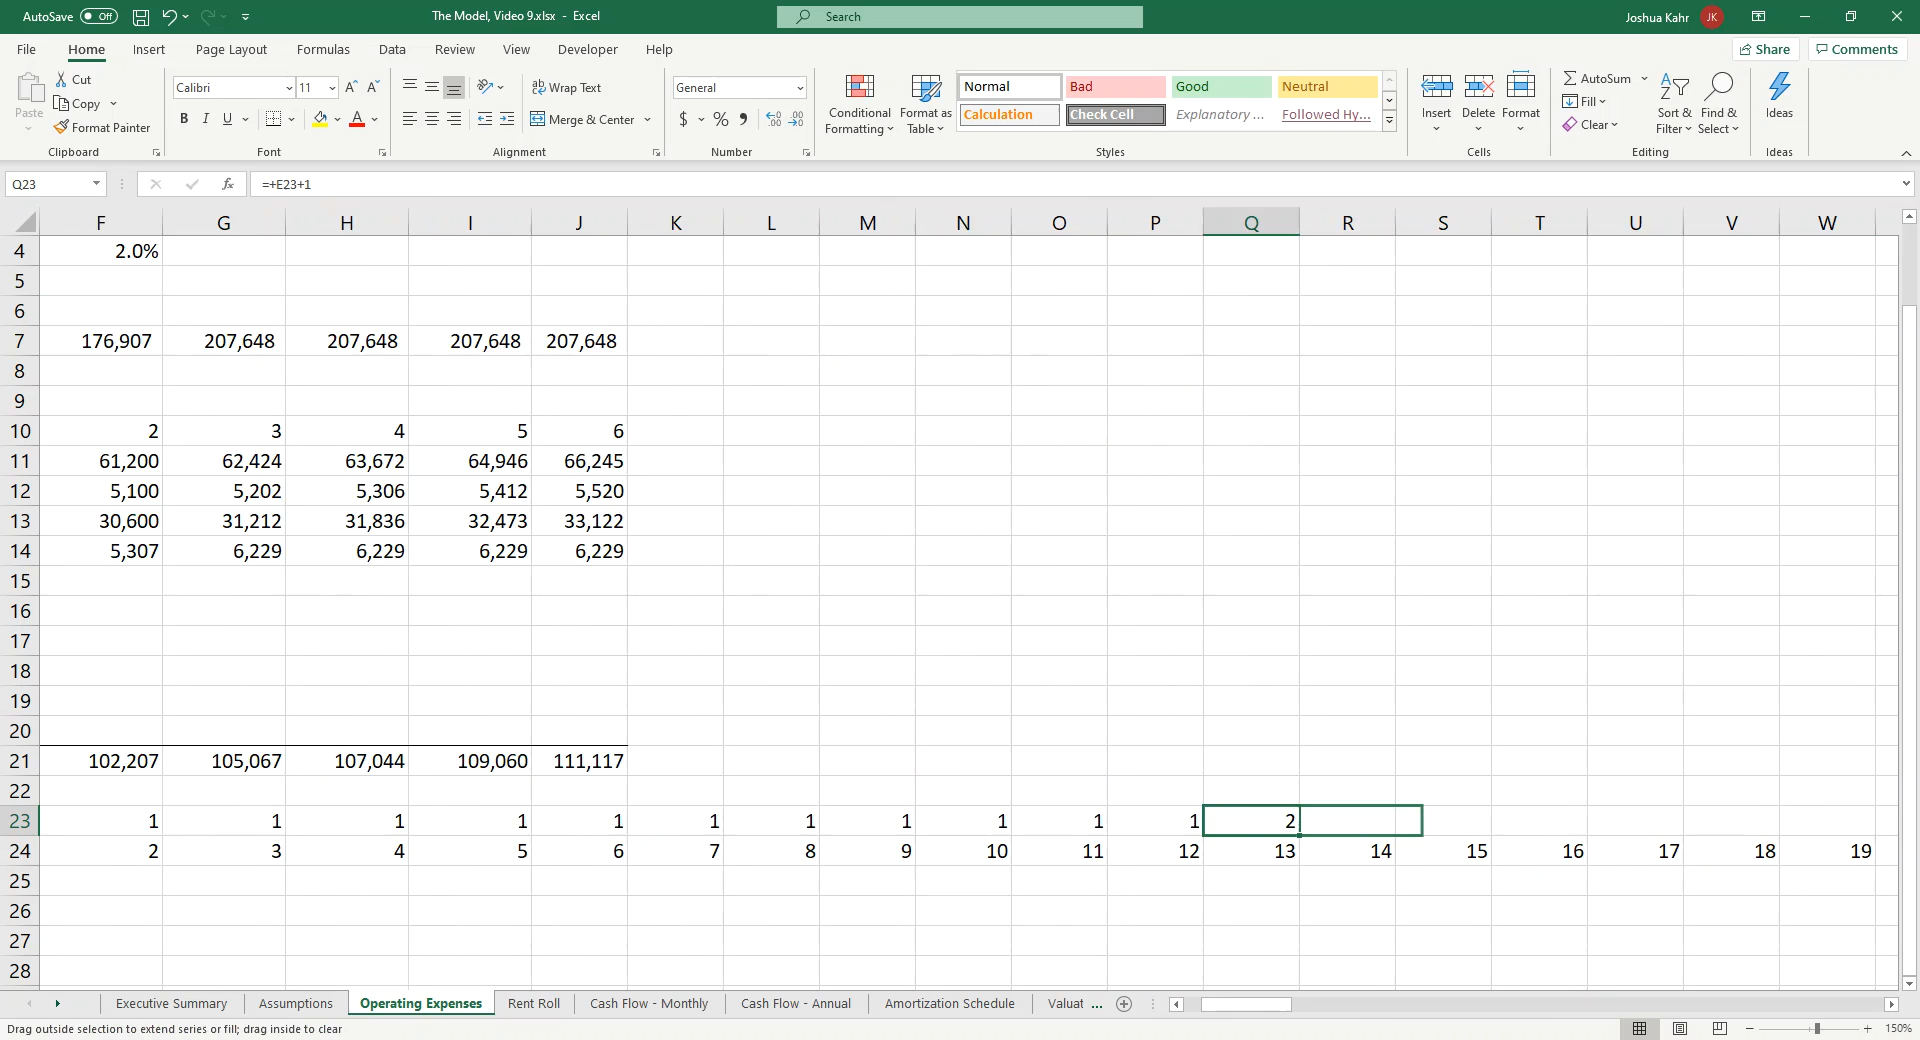 AutoSave Off The Model, Video 9.xlsx - Excel Search Joshua Kahr JK
File Home Insert Page Layout Formulas Data Review View Developer Help Share Comments
Paste Cut Copy Format Painter Clipboard
Calibri 11 A A B I U A Font
Wrap Text Merge & Center Alignment
General $ % 9 .00 .00 Number
Conditional Formatting Format as Table Normal Bad Good Neutral
Calculation Check Cell Explanatory ... Followed Hy... Styles
Insert Delete Format Cells
AutoSum Fill Clear Sort & Filter Find & Select Editing
Ideas Ideas
Q23 fx =+E23+1
F G H I J K L M N O P Q R S T U V W
4 2.0%
5
6
7 176,907 207,648 207,648 207,648 207,648
8
9
10 2 3 4 5 6
11 61,200 62,424 63,672 64,946 66,245
12 5,100 5,202 5,306 5,412 5,520
13 30,600 31,212 31,836 32,473 33,122
14 5,307 6,229 6,229 6,229 6,229
15
16
17
18
19
20
21 102,207 105,067 107,044 109,060 111,117
22
23 1 1 1 1 1 1 1 1 1 1 1 2
24 2 3 4 5 6 7 8 9 10 11 12 13 14 15 16 17 18 19
25
26
27
28
Executive Summary Assumptions Operating Expenses Rent Roll Cash Flow - Monthly Cash Flow - Annual Amortization Schedule Valuat ...
Drag outside selection to extend series or fill; drag inside to clear 150%